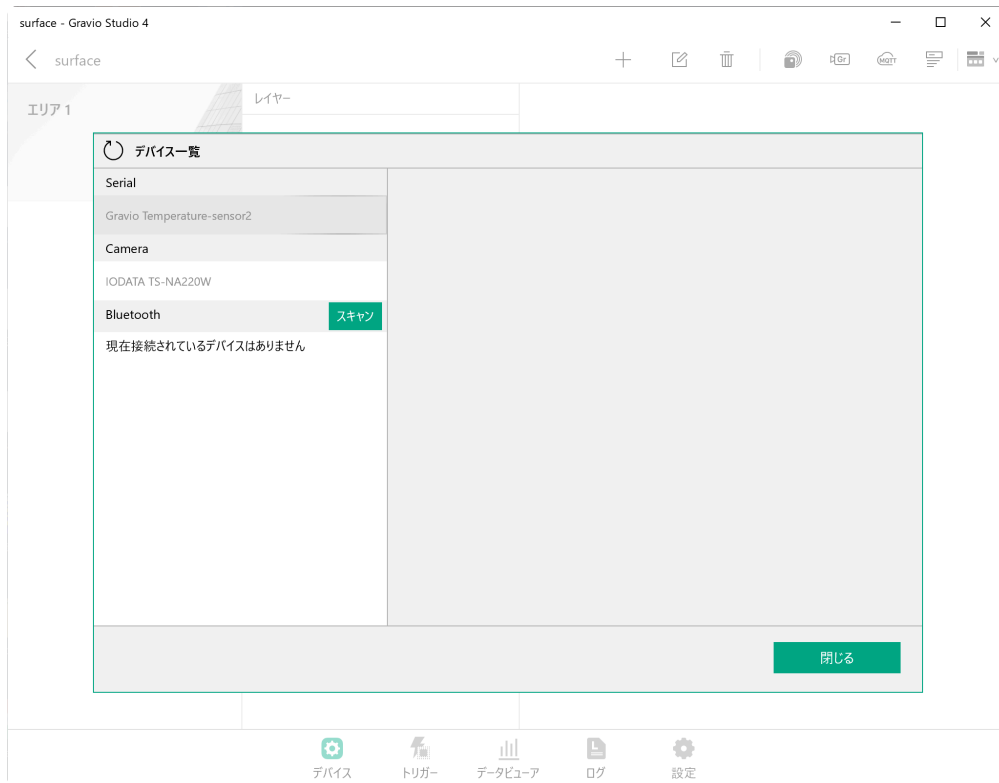 surface - Gravio Studio 4
surface
Gr
MQTT
エリア 1
レイヤー
デバイス一覧
Serial
Gravio Temperature-sensor2
Camera
IODATA TS-NA220W
Bluetooth
スキャン
現在接続されているデバイスはありません
閉じる
デバイス
トリガー
データビューア
ログ
設定